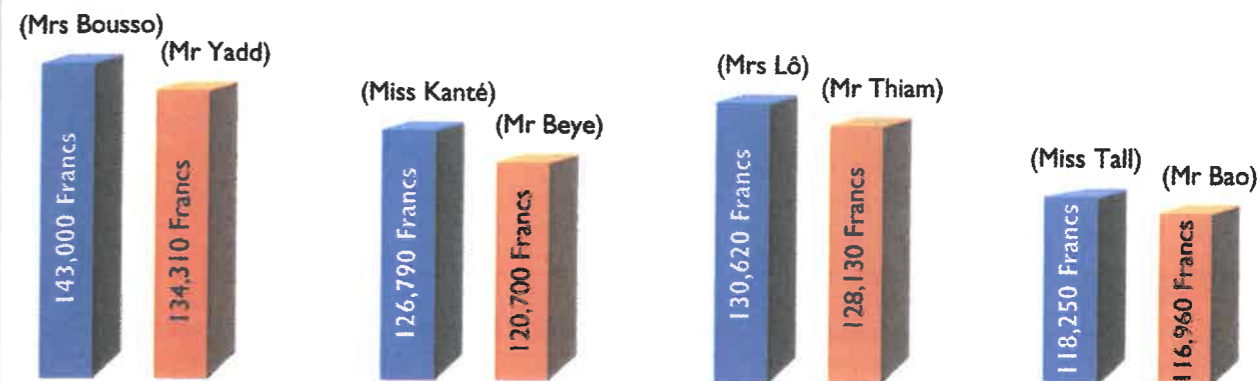 (Mrs Bousso)
143,000 Francs
(Mr Yadd)
134,310 Francs
(Miss Kanté)
126,790 Francs
(Mr Beye)
120,700 Francs
(Mrs Lô)
130,620 Francs
(Mr Thiam)
128,130 Francs
(Miss Tall)
118,250 Francs
(Mr Bao)
116,960 Francs